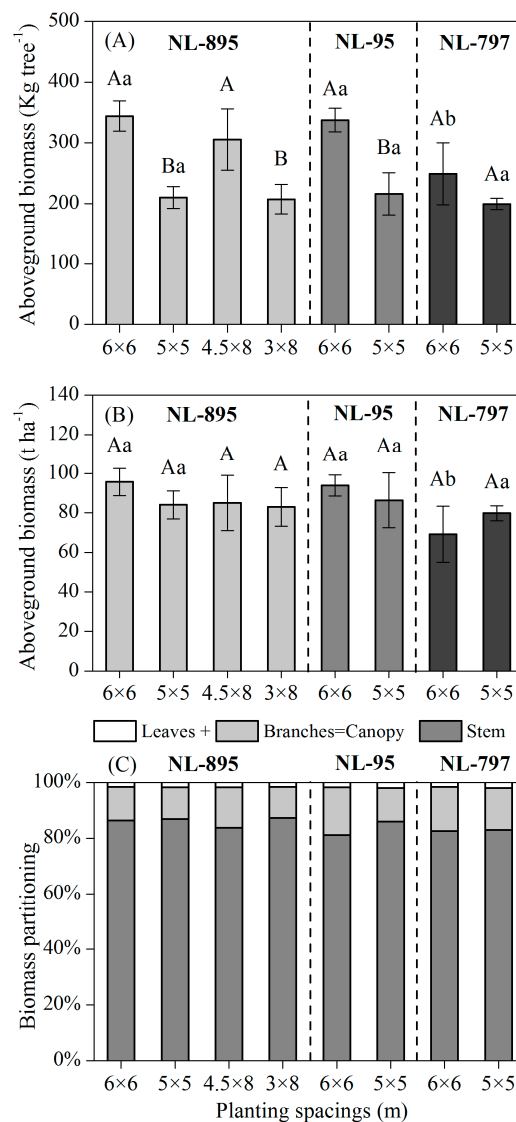 (A) NL-895 NL-95 NL-797
Aboveground biomass (Kg tree⁻¹)
500
400
300
200
100
0
Aa Ba A B Aa Ba Ab Aa
6×6 5×5 4.5×8 3×8 6×6 5×5 6×6 5×5
(B) NL-895 NL-95 NL-797
Aboveground biomass (t ha⁻¹)
140
120
100
80
60
40
20
0
Aa Aa A A Aa Aa Ab Aa
6×6 5×5 4.5×8 3×8 6×6 5×5 6×6 5×5
Leaves + Branches=Canopy Stem
(C) NL-895 NL-95 NL-797
Biomass partitioning
100%
80%
60%
40%
20%
0%
6×6 5×5 4.5×8 3×8 6×6 5×5 6×6 5×5
Planting spacings (m)